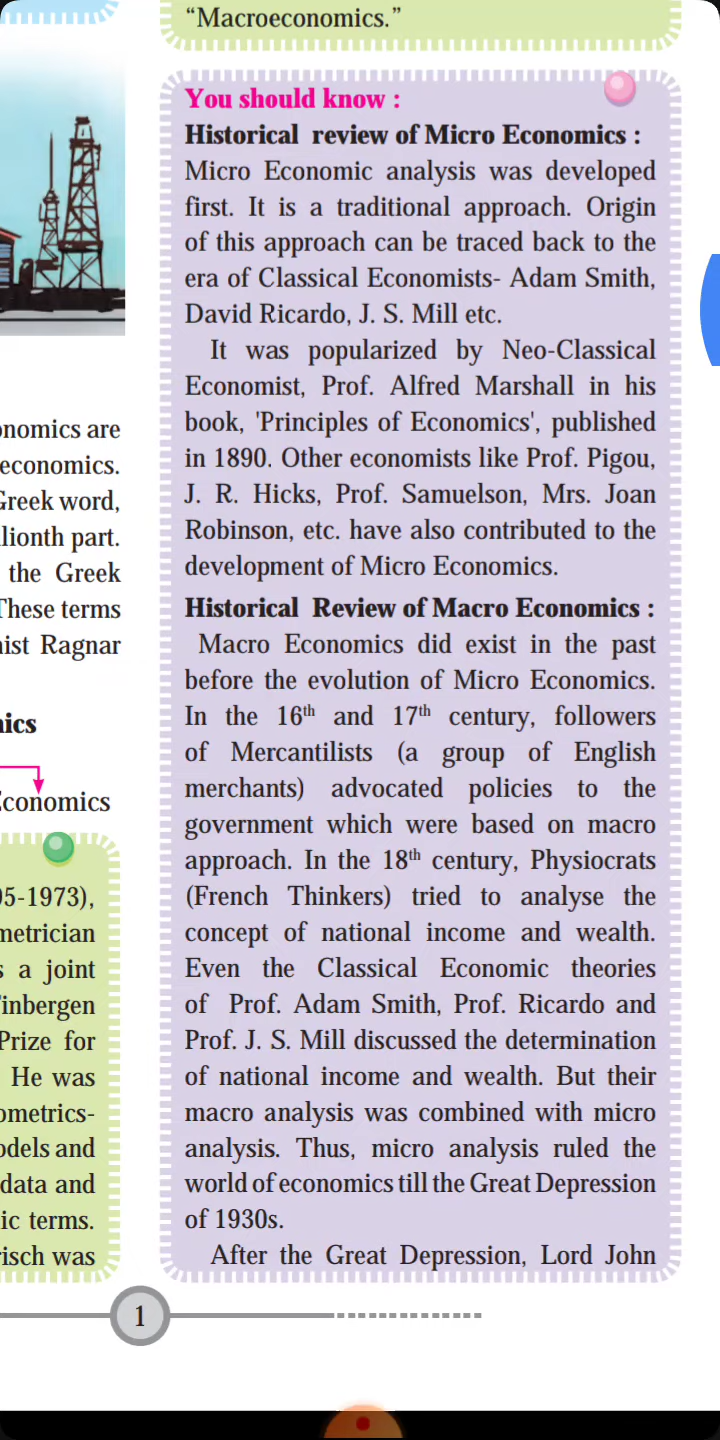 “Macroeconomics.”
You should know :
Historical review of Micro Economics :
Micro Economic analysis was developed
first. It is a traditional approach. Origin
of this approach can be traced back to the
era of Classical Economists- Adam Smith,
David Ricardo, J. S. Mill etc.
It was popularized by Neo-Classical
Economist, Prof. Alfred Marshall in his
book, 'Principles of Economics', published
in 1890. Other economists like Prof. Pigou,
J. R. Hicks, Prof. Samuelson, Mrs. Joan
Robinson, etc. have also contributed to the
development of Micro Economics.
Historical Review of Macro Economics :
Macro Economics did exist in the past
before the evolution of Micro Economics.
In the 16th and 17th century, followers
of Mercantilists (a group of English
merchants) advocated policies to the
government which were based on macro
approach. In the 18th century, Physiocrats
(French Thinkers) tried to analyse the
concept of national income and wealth.
Even the Classical Economic theories
of Prof. Adam Smith, Prof. Ricardo and
Prof. J. S. Mill discussed the determination
of national income and wealth. But their
macro analysis was combined with micro
analysis. Thus, micro analysis ruled the
world of economics till the Great Depression
of 1930s.
After the Great Depression, Lord John
onomics are
economics.
Greek word,
lionth part.
the Greek
These terms
ist Ragnar
ics
Economics
95-1973),
metrician
s a joint
inbergen
Prize for
He was
ometrics-
odels and
data and
ic terms.
risch was
1